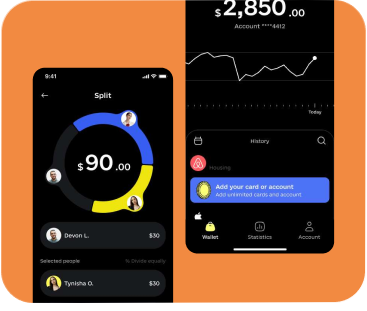 9:41
Split
$90.00
Devon L.
$30
Selected people
% Divide equally
Tynisha O.
$30
$2,850.00
Account ****4412
Today
History
Housing
Add your card or account
Add unlimited cards and account
Wallet
Statistics
Account